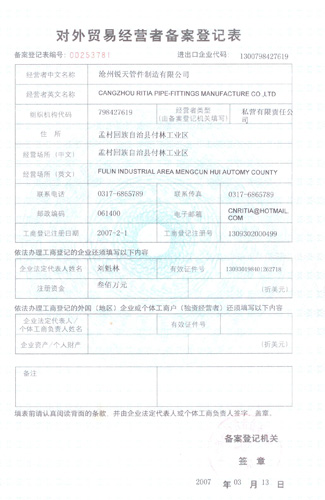 对外贸易经营者备案登记表
备案登记表编号: 00253781 进出口企业代码: 1300798427619
经营者中文名称 沧州锐天管件制造有限公司
经营者英文名称 CANGZHOU RITIA PIPE-FITTINGS MANUFACTURE CO.,LTD
组织机构代码 798427619 经营者类型 私营有限责任公
(由备案登记机关填写) 司
住 所 孟村回族自治县付林工业区
经营场所（中文） 孟村回族自治县付林工业区
经营场所（英文） FULIN INDUSTRIAL AREA MENGCUN HUI AUTOMY COUNTY
联系电话 0317-6865789 联系传真 0317-6865789
邮政编码 061400 电子邮箱 CNRITIA@HOTMAIL.
COM
工商登记注册日期 2007-2-1 工商登记注册号 1309302000499
依法办理工商登记的企业还须填写以下内容
企业法定代表人姓名 有效证件号
注册资金 叁佰万元 (折美元)
依法办理工商登记的外国（地区）企业或个体工商户（独资经营者）还须填写以下内容
企业法定代表人/
个体工商负责人姓名 有效证件号
企业资产/个人财产 (折美元)
备注
填表前请认真阅读背面的条款，并由企业法定代表人或个体工商负责人签字、盖章。
备案登记机关
签 章
2007 年 03 月 13 日